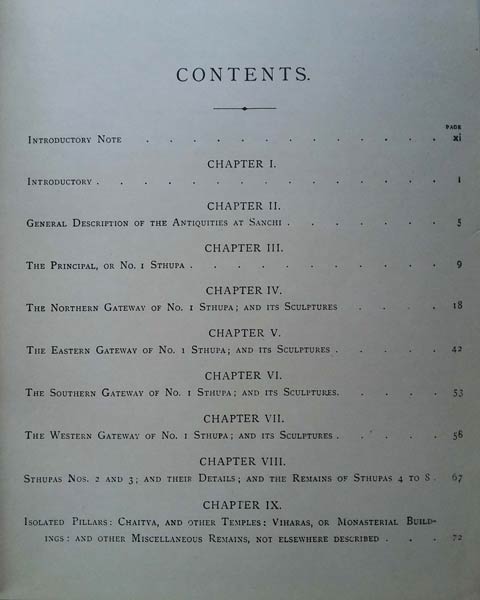 CONTENTS.
PAGE
Introductory Note . . . . . . . . . . . . . xi
CHAPTER I.
Introductory . . . . . . . . . . . . . . 1
CHAPTER II.
General Description of the Antiquities at Sanchi . . . . . . . 5
CHAPTER III.
The Principal, or No. 1 Sthupa . . . . . . . . . . . 9
CHAPTER IV.
The Northern Gateway of No. 1 Sthupa; and its Sculptures . . . . 18
CHAPTER V.
The Eastern Gateway of No. 1 Sthupa; and its Sculptures . . . . . 42
CHAPTER VI.
The Southern Gateway of No. 1 Sthupa; and its Sculptures. . . . . 53
CHAPTER VII.
The Western Gateway of No. 1 Sthupa; and its Sculptures . . . . . 56
CHAPTER VIII.
Sthupas Nos. 2 and 3; and their Details; and the Remains of Sthupas 4 to 8 . 67
CHAPTER IX.
Isolated Pillars: Chaitya, and other Temples: Viharas, or Monasterial Build-
ings: and other Miscellaneous Remains, not elsewhere described . . . 72